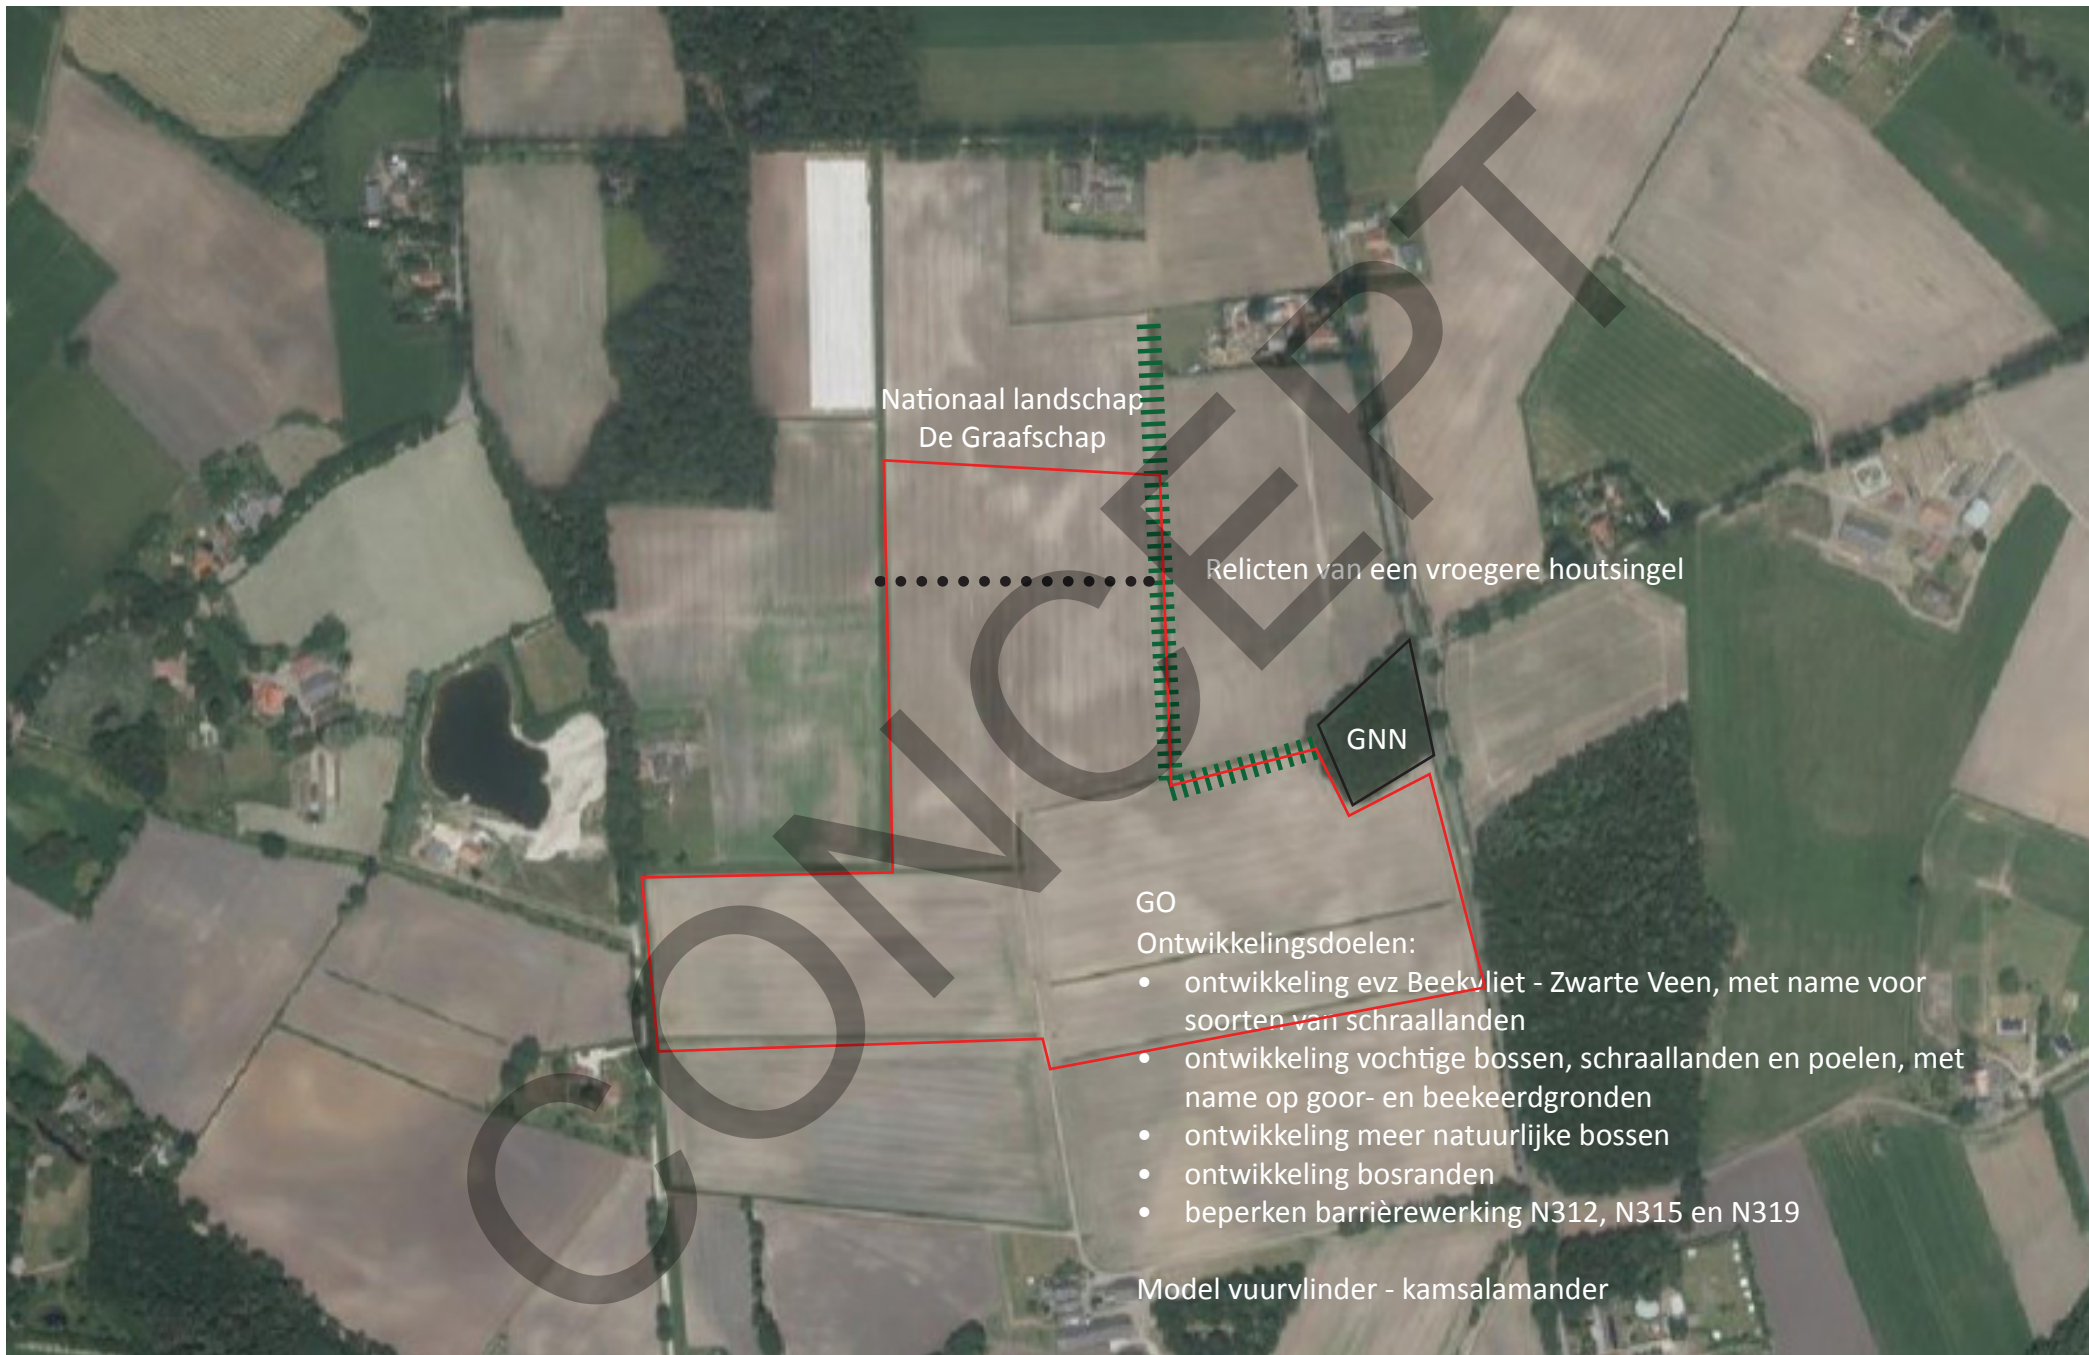 Nationaal landschap
De Graafschap
Relicten van een vroegere houtsingel
GNN
GO
Ontwikkelingsdoelen:
• ontwikkeling evz Beekvliet - Zwarte Veen, met name voor
soorten van schraallanden
• ontwikkeling vochtige bossen, schraallanden en poelen, met
name op goor- en beekeerdgronden
• ontwikkeling meer natuurlijke bossen
• ontwikkeling bosranden
• beperken barrièrewerking N312, N315 en N319
Model vuurvlinder - kamsalamander
CONCEPT